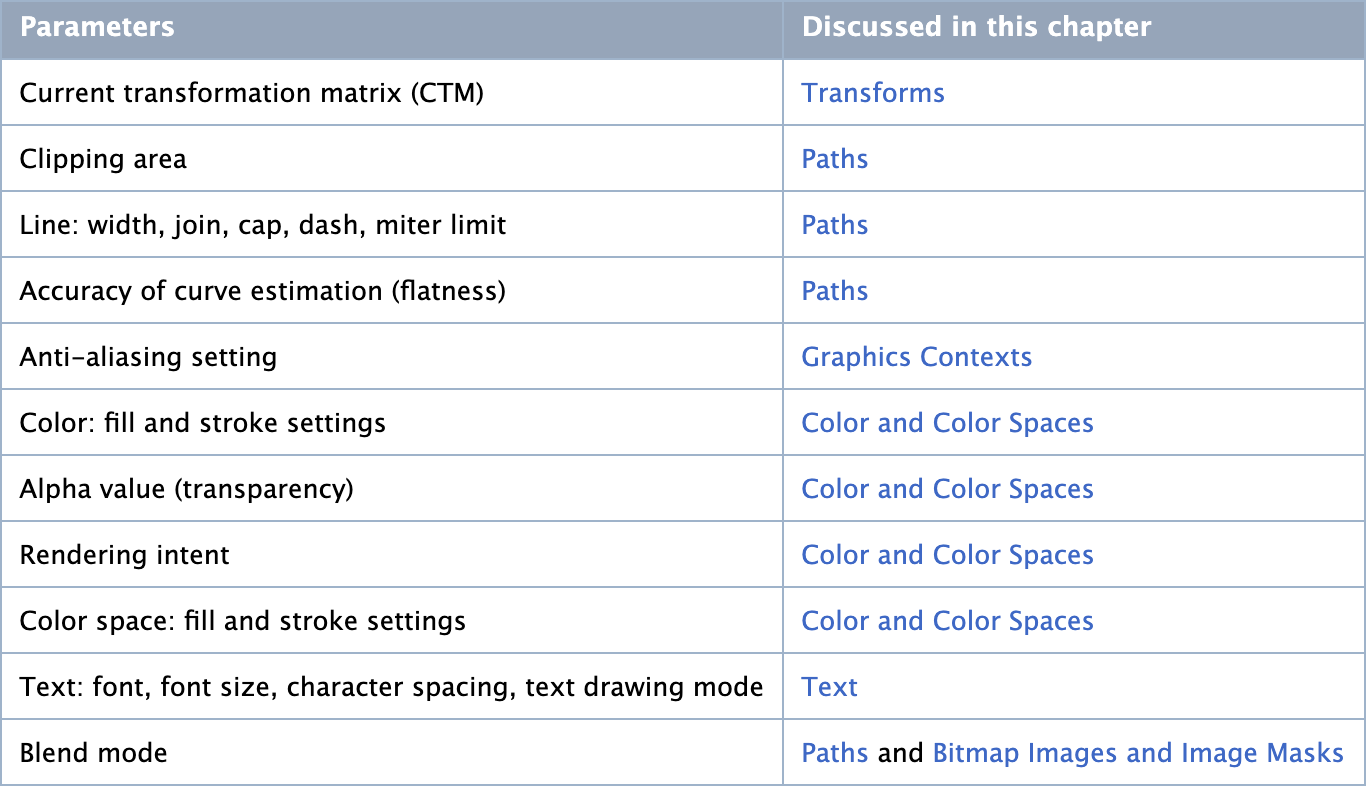 Parameters Discussed in this chapter
Current transformation matrix (CTM) Transforms
Clipping area Paths
Line: width, join, cap, dash, miter limit Paths
Accuracy of curve estimation (flatness) Paths
Anti-aliasing setting Graphics Contexts
Color: fill and stroke settings Color and Color Spaces
Alpha value (transparency) Color and Color Spaces
Rendering intent Color and Color Spaces
Color space: fill and stroke settings Color and Color Spaces
Text: font, font size, character spacing, text drawing mode Text
Blend mode Paths and Bitmap Images and Image Masks